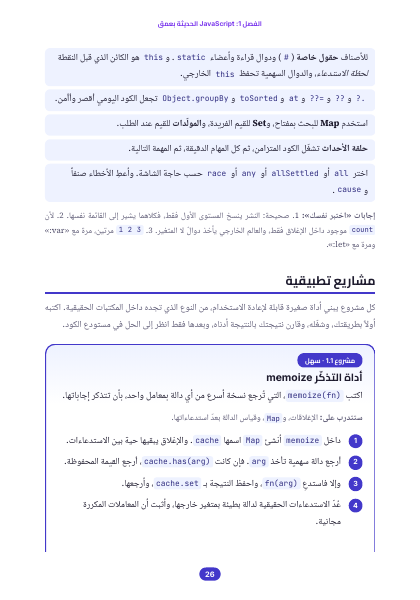 الفصل 1: JavaScript الحديثة بعمق
للأصناف حقول خاصة ( # ) ودوال قراءة وأعضاء static . و this هو الكائن الذي قبل النقطة
لحظة الاستدعاء، والدوال السهمية تحفظ this الخارجي.
?. و ?? و ??= و at و toSorted و Object.groupBy تجعل الكود اليومي أقصر وأأمن.
استخدم Map للبحث بمفتاح، وSet للقيم الفريدة، والمولّدات للقيم عند الطلب.
حلقة الأحداث تشغّل الكود المتزامن، ثم كل المهام الدقيقة، ثم المهمة التالية.
اختر all أو allSettled أو any أو race حسب حاجة الشاشة. وأعطِ الأخطاء صنفاً
و cause .
إجابات «اختبر نفسك»: 1. صحيحة: النشر ينسخ المستوى الأول فقط، فكلاهما يشير إلى القائمة نفسها. 2. لأن
count موجود داخل الإغلاق فقط، والعالم الخارجي يأخذ دوالّ لا المتغير. 3. 1 2 3 مرتين، مرة مع «var:»
ومرة مع «let:».
مشاريع تطبيقية
كل مشروع يبني أداة صغيرة قابلة لإعادة الاستخدام، من النوع الذي تجده داخل المكتبات الحقيقية. اكتبه
أولاً بطريقتك، وشغّله، وقارن نتيجتك بالنتيجة أدناه، وبعدها فقط انظر إلى الحل في مستودع الكود.
مشروع 1.1 · سهل
أداة التذكّر memoize
اكتب memoize(fn) ، التي تُرجع نسخة أسرع من أي دالة بمعامل واحد، بأن تتذكر إجاباتها.
ستتدرب على: الإغلاقات، و Map ، وقياس الدالة بعدّ استدعاءاتها.
1 داخل memoize أنشئ Map اسمها cache . والإغلاق يبقيها حية بين الاستدعاءات.
2 أرجع دالة سهمية تأخذ arg . فإن كانت cache.has(arg) ، أرجع القيمة المحفوظة.
3 وإلا فاستدعِ fn(arg) ، واحفظ النتيجة بـ cache.set ، وأرجعها.
4 عُدّ الاستدعاءات الحقيقية لدالة بطيئة بمتغير خارجها، وأثبت أن المعاملات المكررة
مجانية.
26